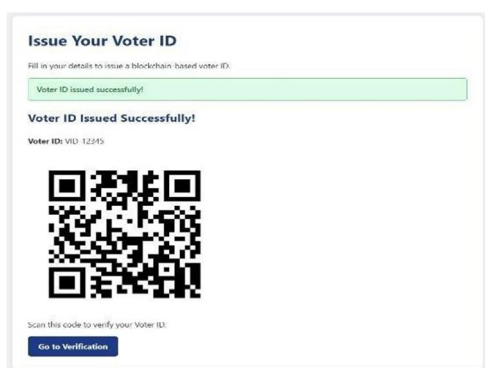 Issue Your Voter ID
Fill in your details to issue a blockchain-based voter ID.
Voter ID issued successfully!
Voter ID Issued Successfully!
Voter ID: VID-12345
Scan this code to verify your Voter ID.
Go to Verification